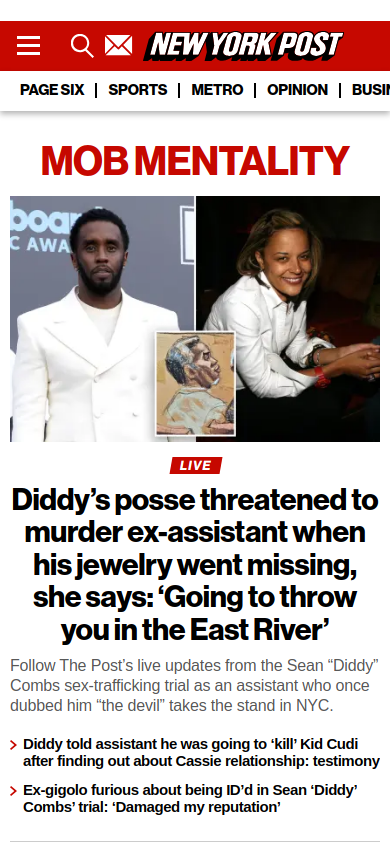 NEW YORK POST
PAGE SIX
SPORTS
METRO
OPINION
MOB MENTALITY
LIVE
Diddy’s posse threatened to
murder ex-assistant when
his jewelry went missing,
she says: ‘Going to throw
you in the East River’
Follow The Post’s live updates from the Sean “Diddy”
Combs sex-trafficking trial as an assistant who once
dubbed him “the devil” takes the stand in NYC.
Diddy told assistant he was going to ‘kill’ Kid Cudi
after finding out about Cassie relationship: testimony
Ex-gigolo furious about being ID’d in Sean ‘Diddy’
Combs’ trial: ‘Damaged my reputation’